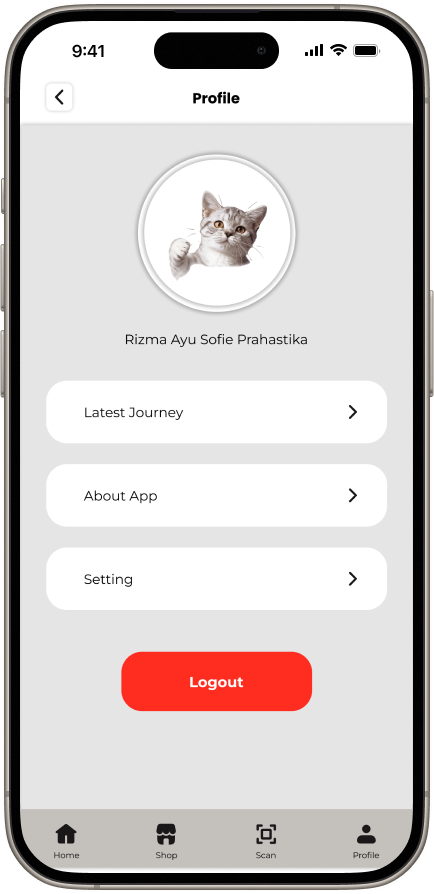 9:41
Profile
Rizma Ayu Sofie Prahastika
Latest Journey
About App
Setting
Logout
Home Shop Scan Profile